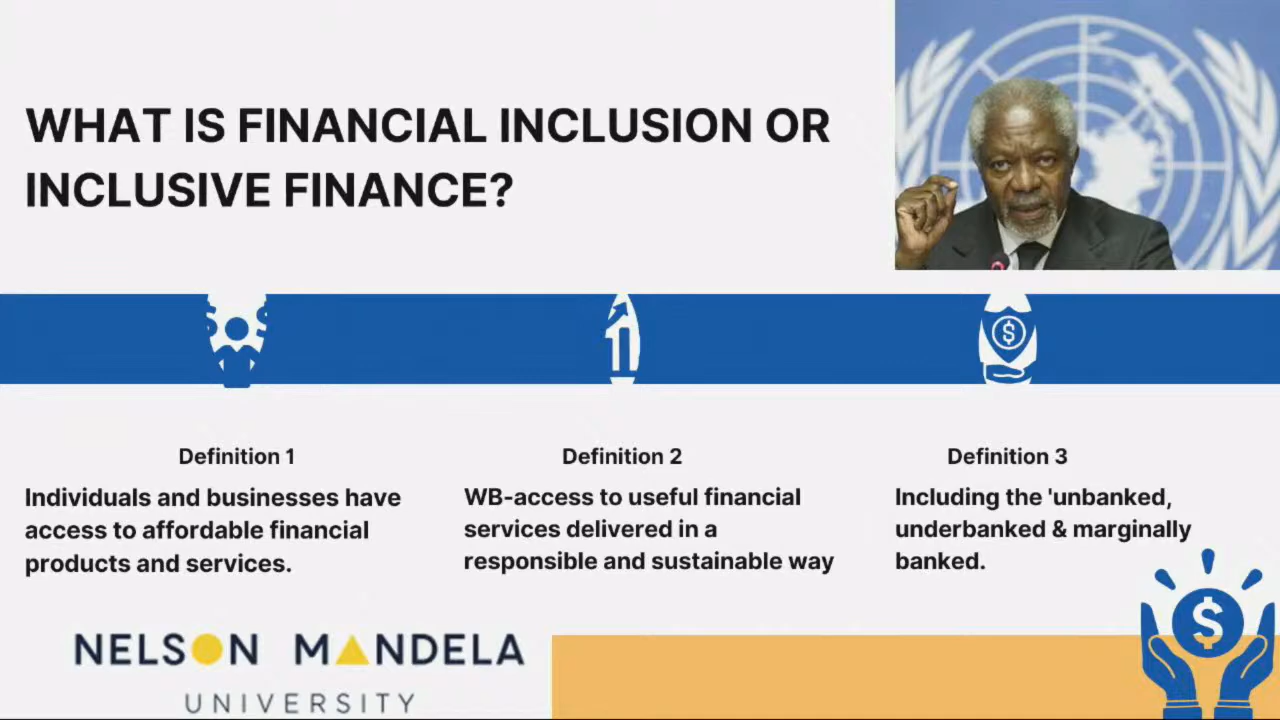 WHAT IS FINANCIAL INCLUSION OR
INCLUSIVE FINANCE?
Definition 1
Individuals and businesses have
access to affordable financial
products and services.
Definition 2
WB-access to useful financial
services delivered in a
responsible and sustainable way
Definition 3
Including the 'unbanked,
underbanked & marginally
banked.
$
$
NELSON MANDELA
UNIVERSITY